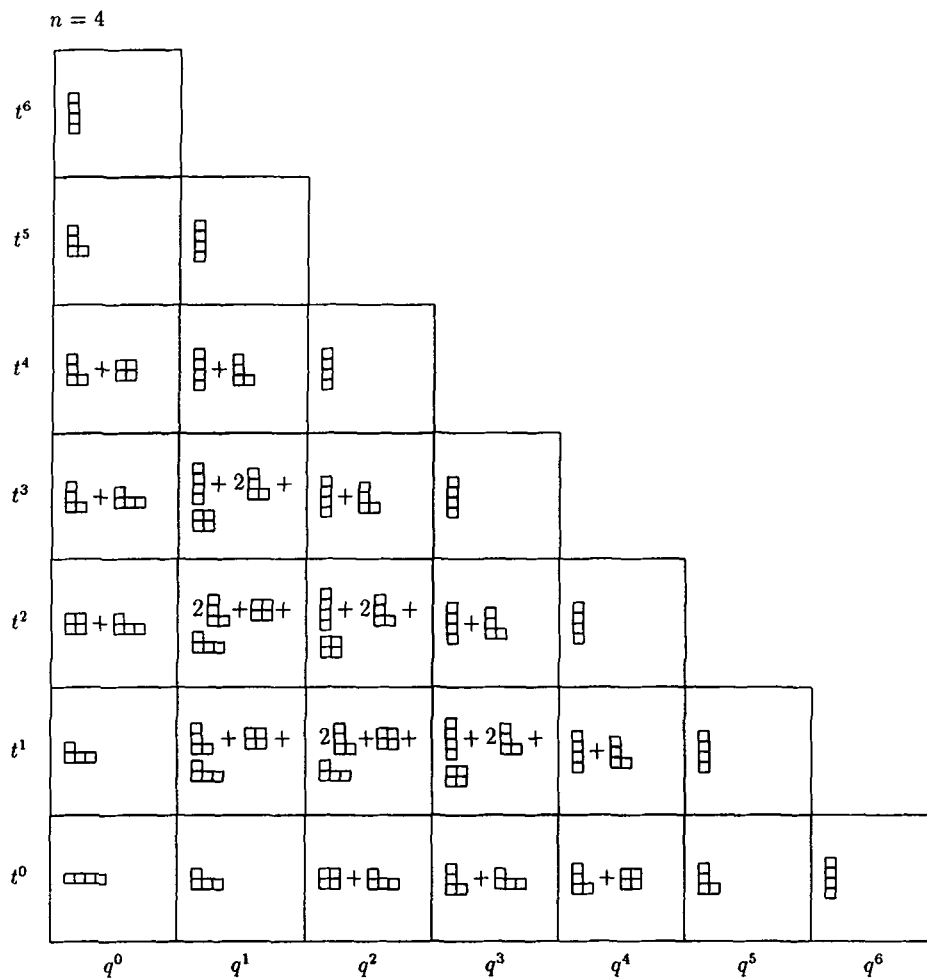 n = 4
t^6
t^5
t^4 + +
t^3 + + 2 + +
t^2 + 2 + + + 2 + + +
t^1 + + 2 + + + 2 + +
t^0 + + +
q^0 q^1 q^2 q^3 q^4 q^5 q^6